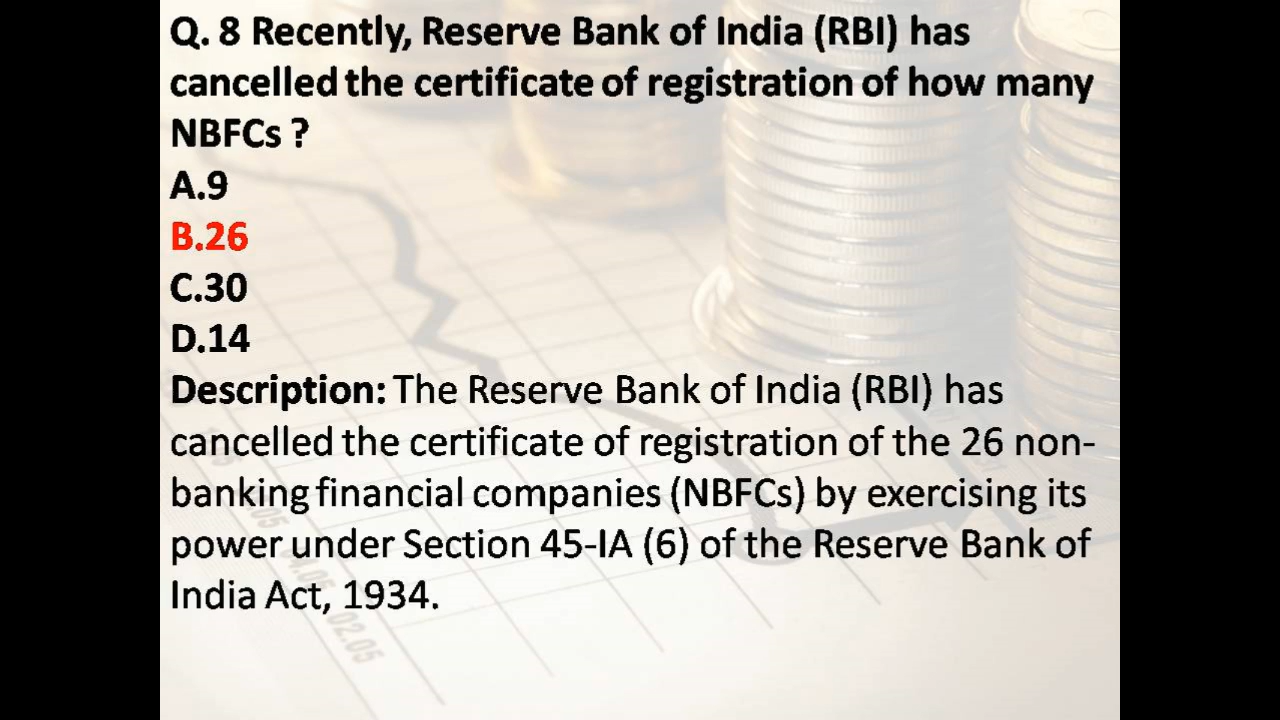 Q. 8 Recently, Reserve Bank of India (RBI) has
cancelled the certificate of registration of how many
NBFCs ?
A.9
B.26
C.30
D.14
Description: The Reserve Bank of India (RBI) has
cancelled the certificate of registration of the 26 non-
banking financial companies (NBFCs) by exercising its
power under Section 45-IA (6) of the Reserve Bank of
India Act, 1934.
02.05